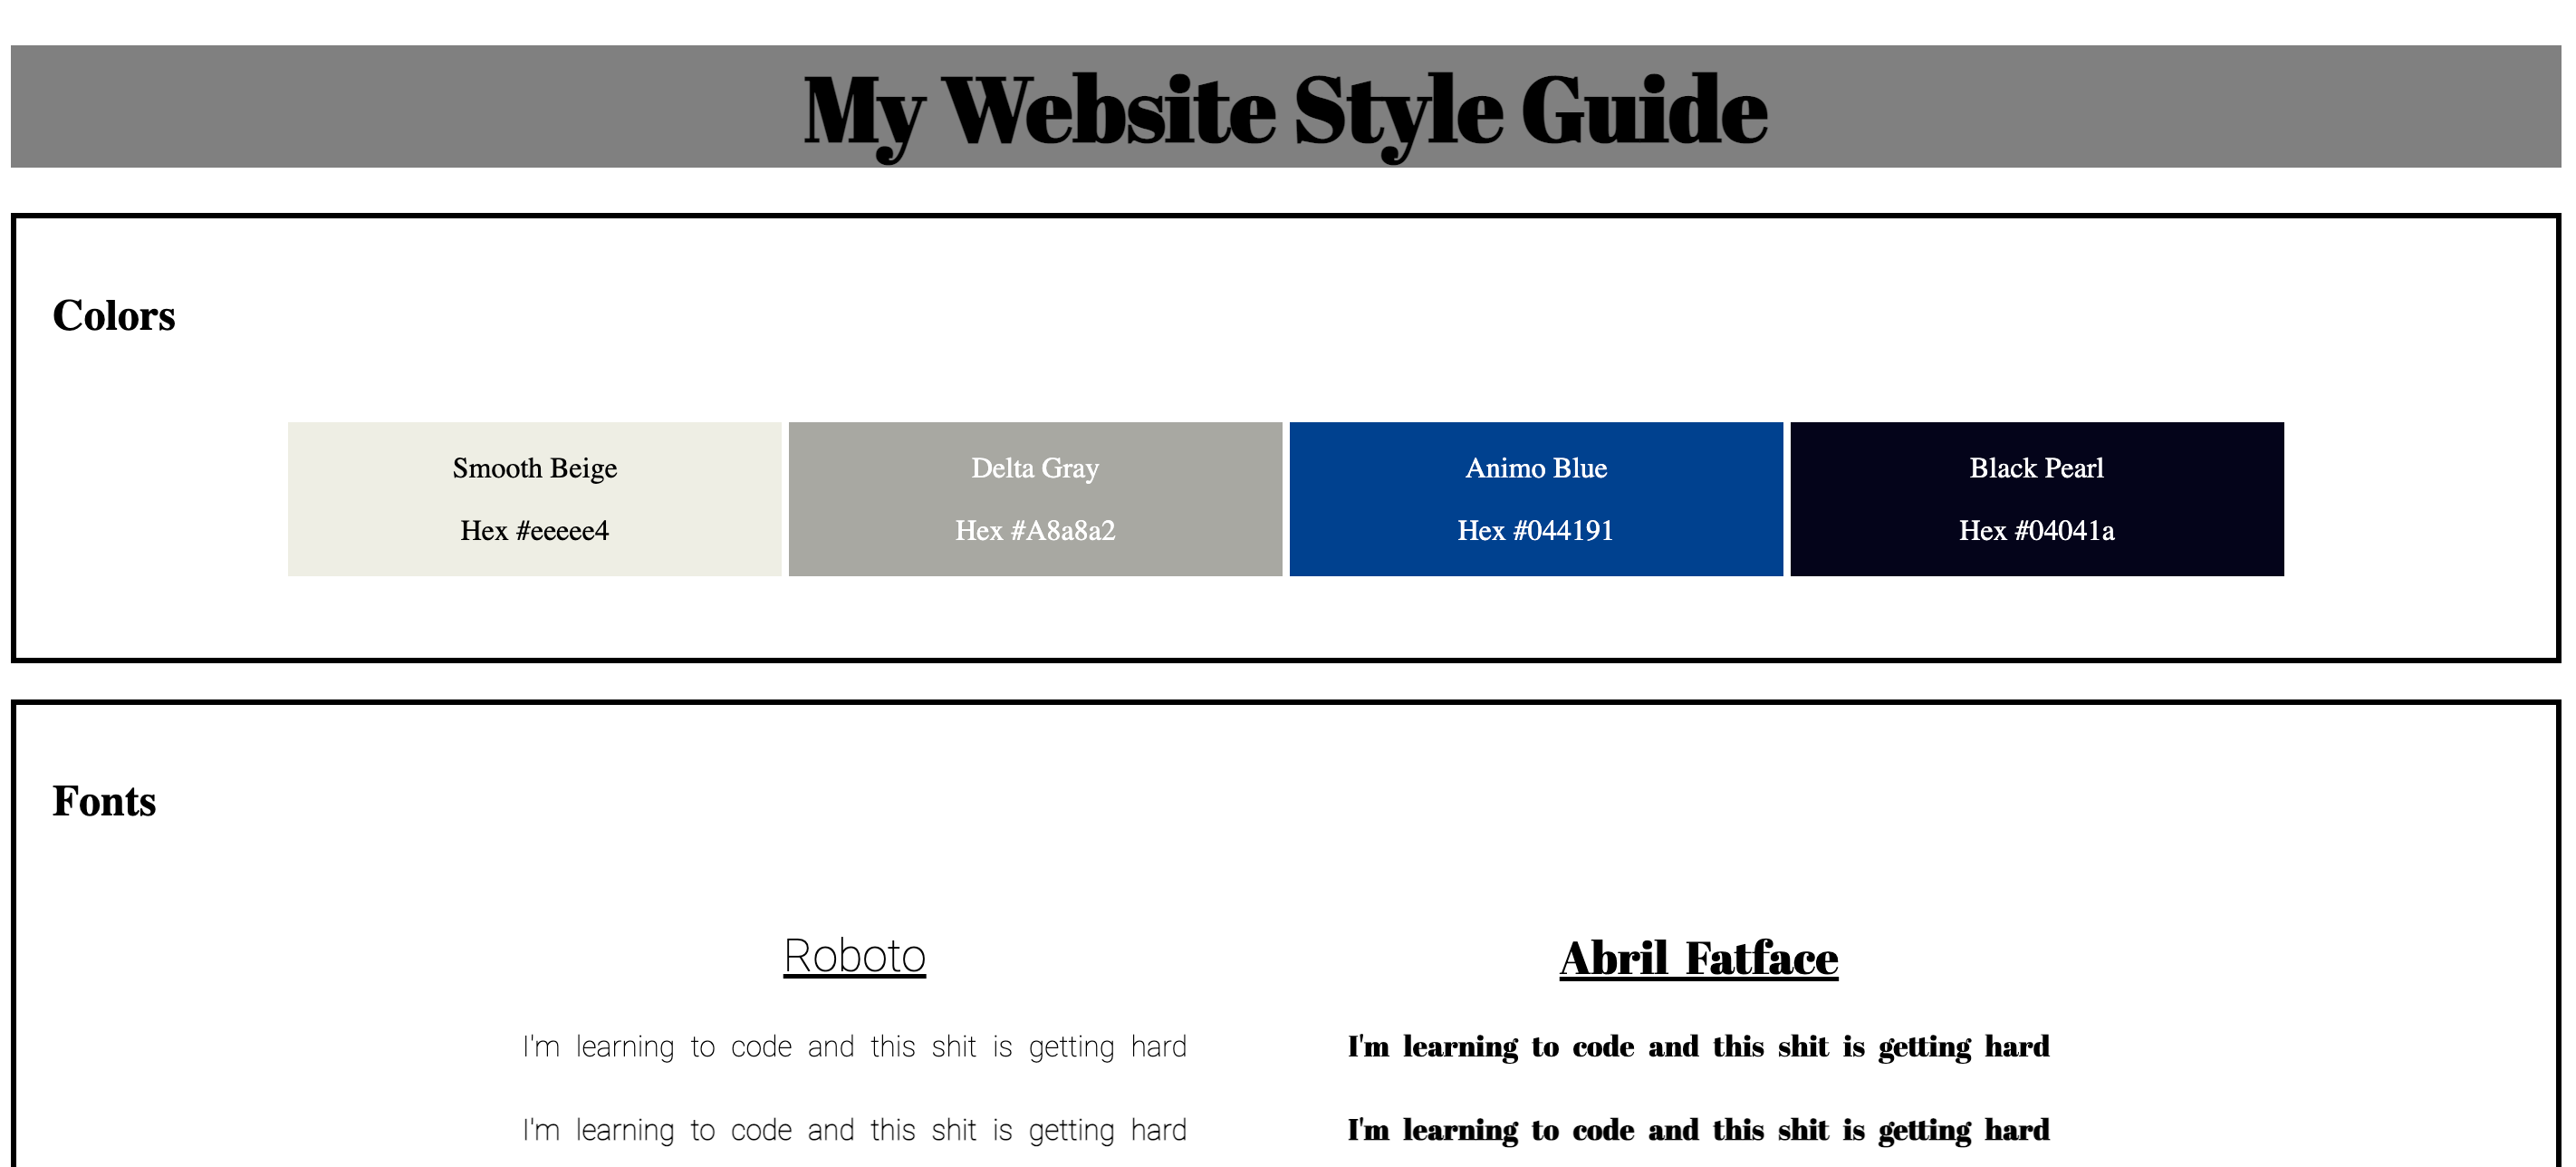 My Website Style Guide
Colors
Smooth Beige
Hex #eeeee4
Delta Gray
Hex #A8a8a2
Animo Blue
Hex #044191
Black Pearl
Hex #04041a
Fonts
Roboto
I'm learning to code and this shit is getting hard
I'm learning to code and this shit is getting hard
Abril Fatface
I'm learning to code and this shit is getting hard
I'm learning to code and this shit is getting hard